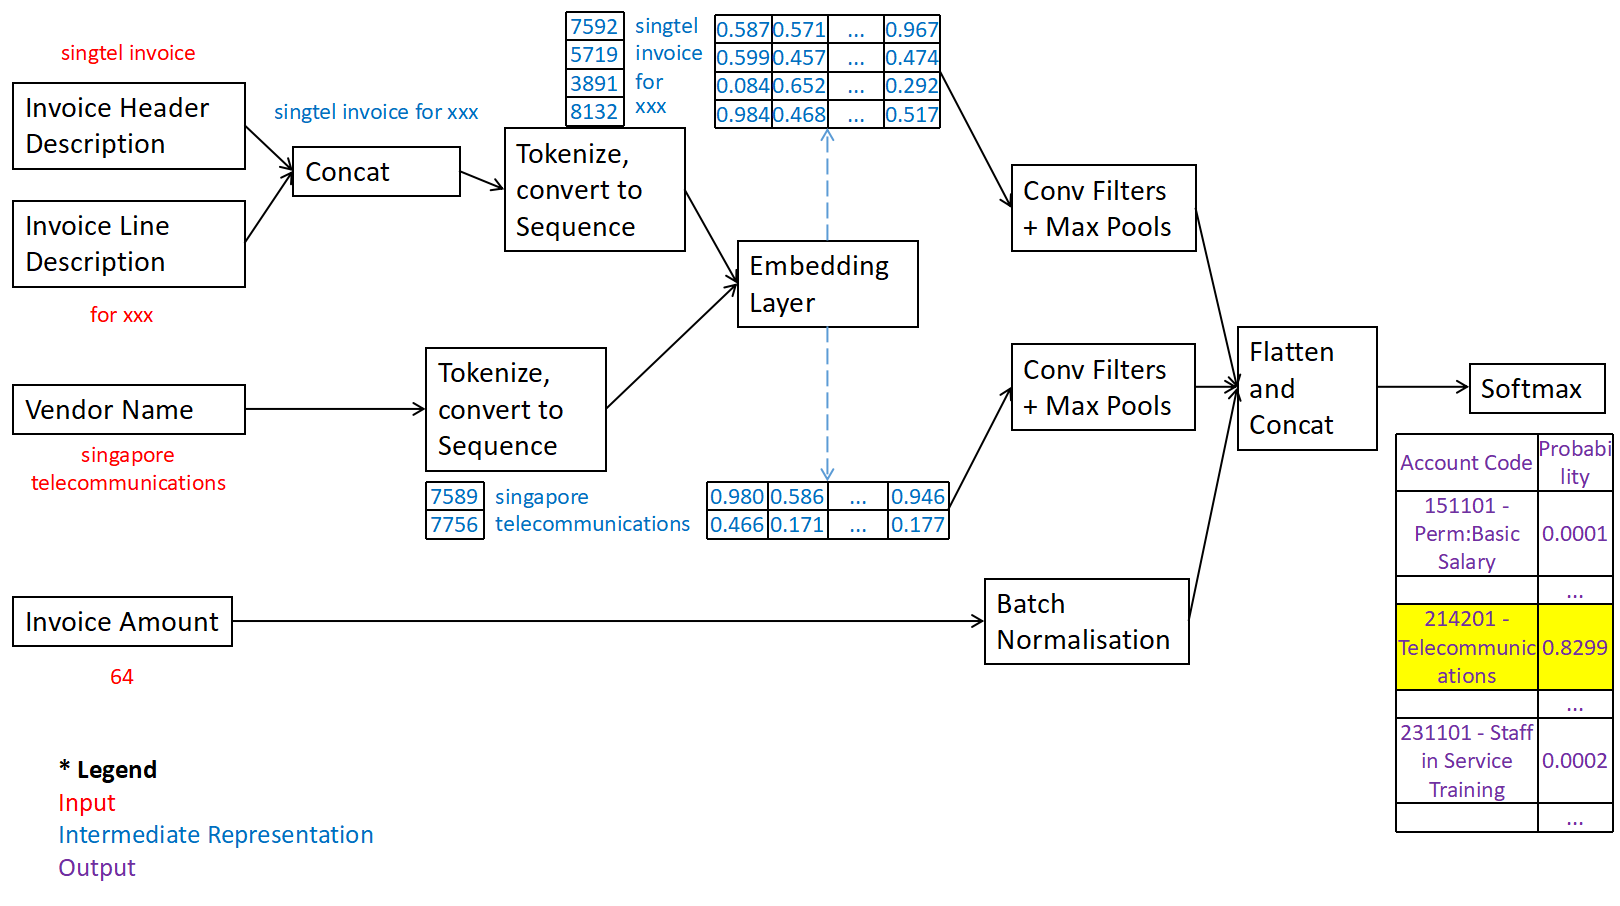 singtel invoice
Invoice Header
Description
singtel invoice for xxx
Concat
Invoice Line
Description
for xxx
7592
5719
3891
8132
singtel
invoice
for
xxx
0.587 0.571 ... 0.967
0.599 0.457 ... 0.474
0.084 0.652 ... 0.292
0.984 0.468 ... 0.517
Tokenize,
convert to
Sequence
Embedding
Layer
Conv Filters
+ Max Pools
Vendor Name
singapore
telecommunications
Tokenize,
convert to
Sequence
7589 singapore
7756 telecommunications
0.980 0.586 ... 0.946
0.466 0.171 ... 0.177
Conv Filters
+ Max Pools
Invoice Amount
64
Batch
Normalisation
Flatten
and
Concat
Softmax
Account Code
Probabi
lity
151101 -
Perm:Basic
Salary
0.0001
...
214201 -
Telecommunic
ations
0.8299
...
231101 - Staff
in Service
Training
0.0002
...
* Legend
Input
Intermediate Representation
Output